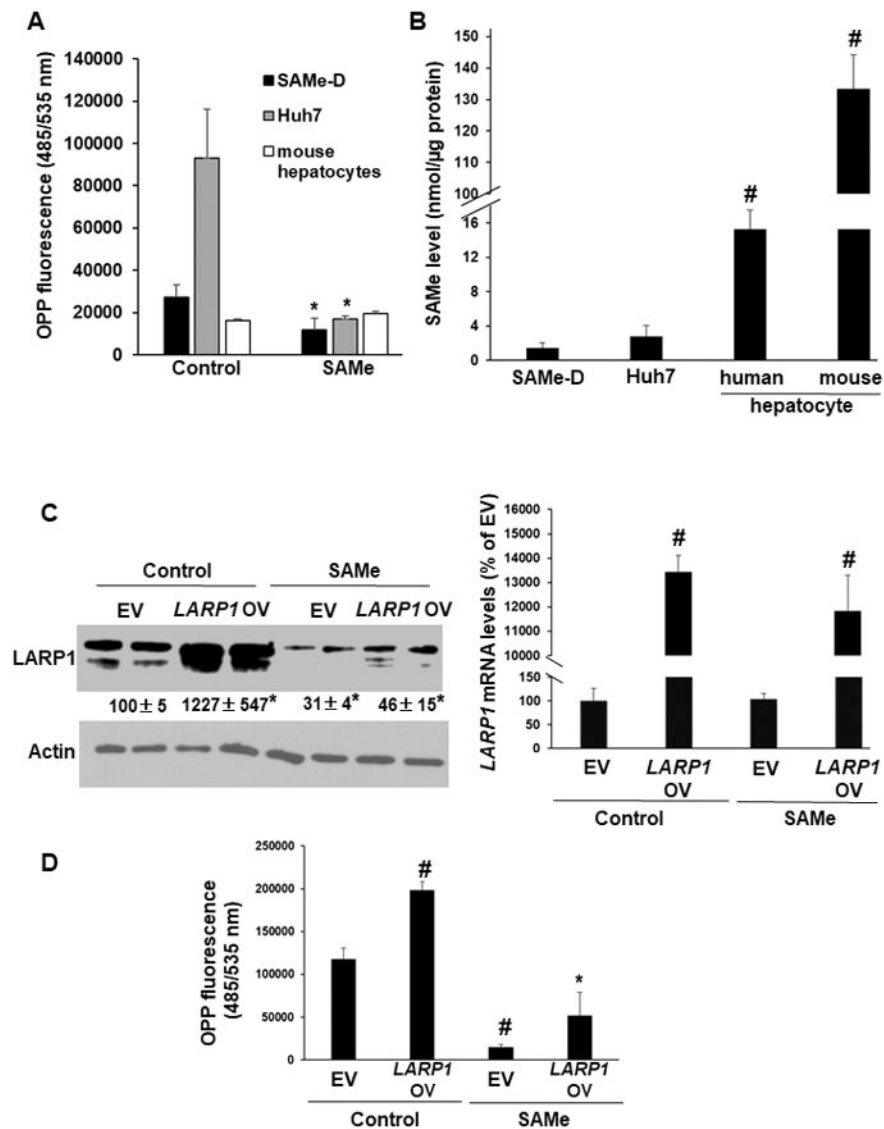 A
OPP fluorescence (485/535 nm)
140000
120000
100000
80000
60000
40000
20000
0
SAMe-D
Huh7
mouse
hepatocytes
* *
Control SAMe
B
SAMe level (nmol/µg protein)
150
140
130
120
110
100
16
12
8
4
0
#
#
SAMe-D Huh7 human mouse
hepatocyte
C
Control SAMe
EV LARP1 OV EV LARP1 OV
LARP1
100 ± 5 1227 ± 547* 31 ± 4* 46 ± 15*
Actin
LARP1 mRNA levels (% of EV)
16000
15000
14000
13000
12000
11000
10000
150
100
50
0
#
#
EV LARP1 EV LARP1
OV OV
Control SAMe
D
OPP fluorescence
(485/535 nm)
250000
200000
150000
100000
50000
0
#
#
*
EV LARP1 EV LARP1
OV OV
Control SAMe